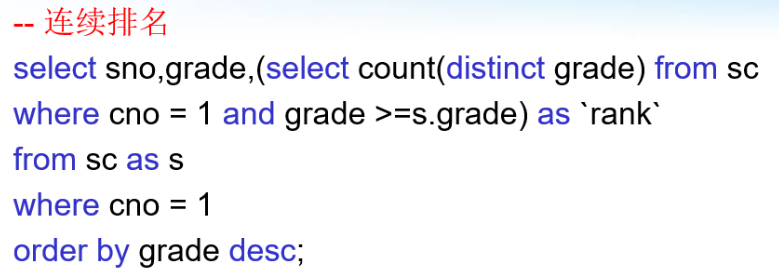 -- 连续排名
select sno,grade,(select count(distinct grade) from sc
where cno = 1 and grade >=s.grade) as `rank`
from sc as s
where cno = 1
order by grade desc;